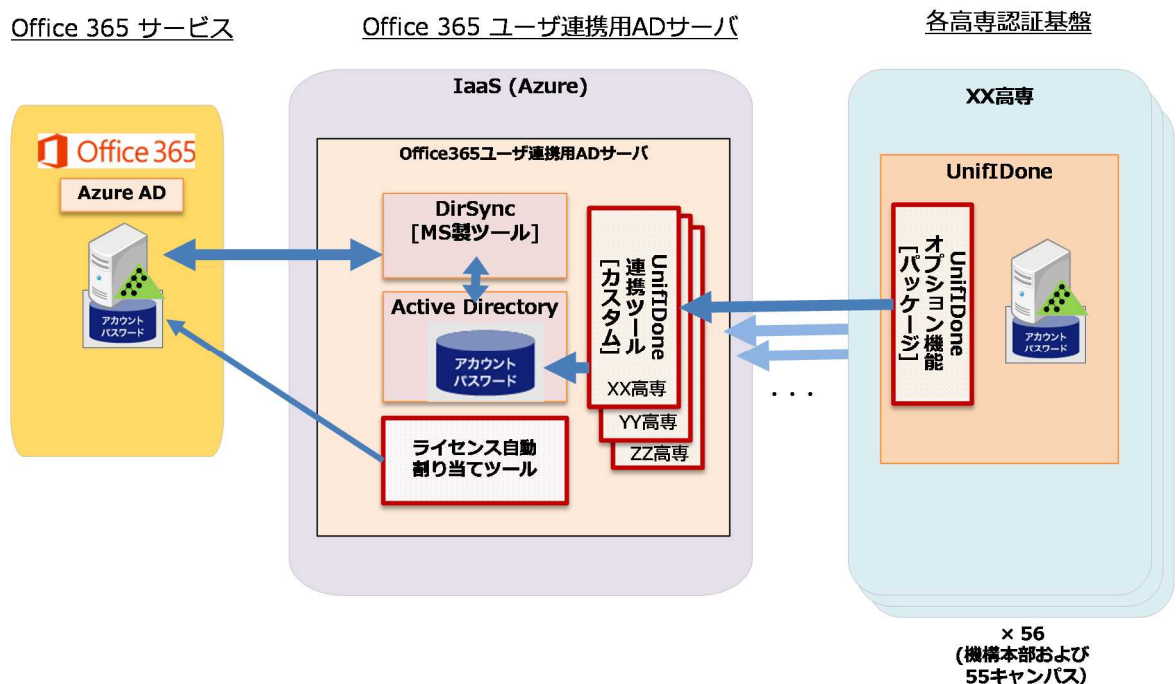 Office 365 サービス
Office 365 ユーザ連携用ADサーバ
各高専認証基盤
Office 365
Azure AD
アカウント
パスワード
IaaS (Azure)
Office365ユーザ連携用ADサーバ
DirSync
[MS製ツール]
Active Directory
アカウント
パスワード
ライセンス自動
割り当てツール
UnifIDone
連携ツール
[カスタム]
XX高専
YY高専
ZZ高専
・・・
XX高専
UnifIDone
UnifIDone
オプション機能
[パッケージ]
アカウント
パスワード
× 56
(機構本部および
55キャンパス)